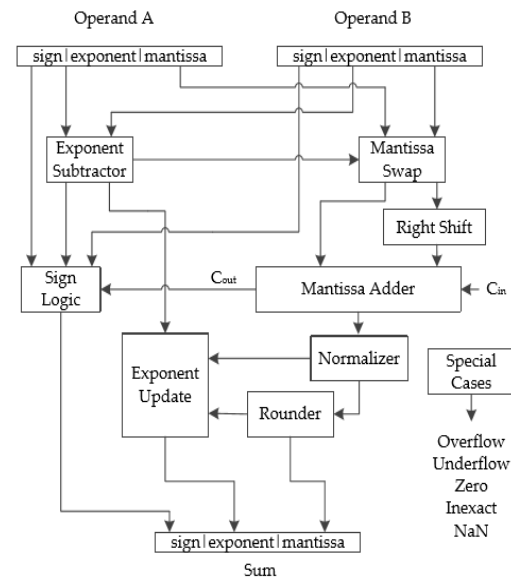 Operand A
Operand B
sign|exponent|mantissa
sign|exponent|mantissa
Exponent
Subtractor
Mantissa
Swap
Right Shift
Sign
Logic
Cout
Mantissa Adder
Cin
Exponent
Update
Normalizer
Rounder
Special
Cases
Overflow
Underflow
Zero
Inexact
NaN
sign|exponent|mantissa
Sum